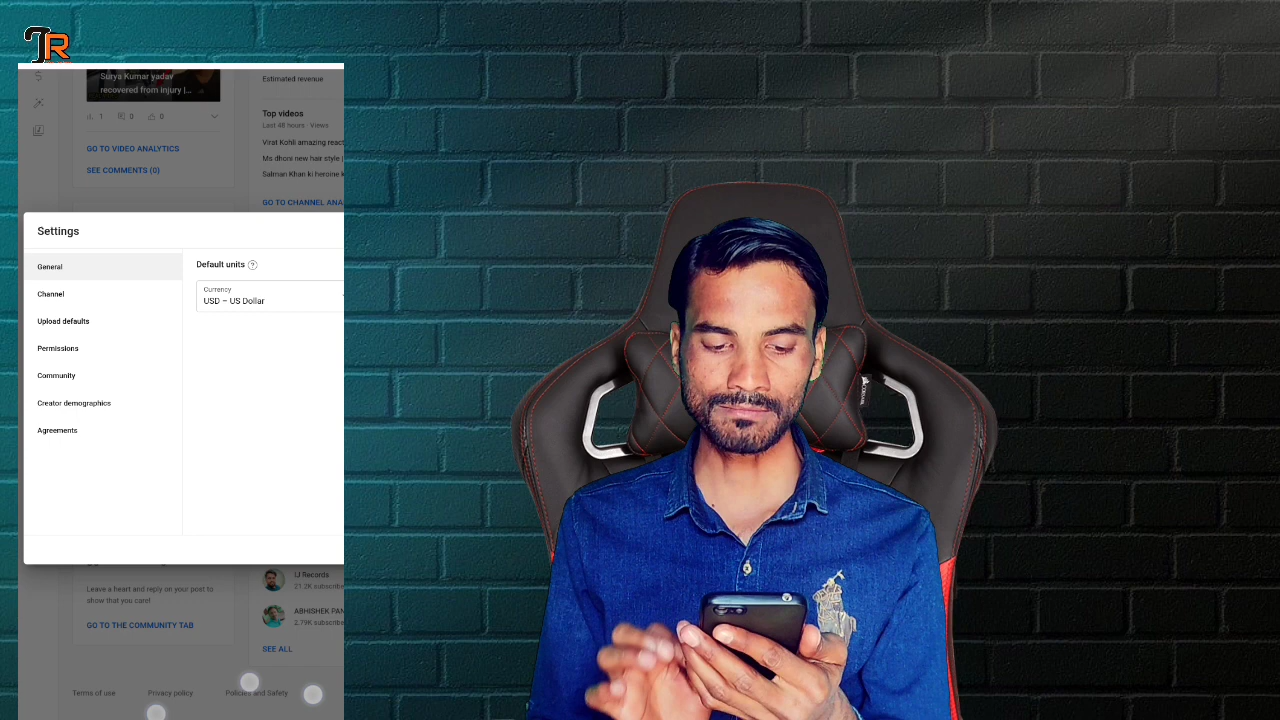 TR
Surya Kumar yadav
recovered from injury |...
1 0 0
GO TO VIDEO ANALYTICS
SEE COMMENTS (0)
Estimated revenue
Top videos
Last 48 hours · Views
Virat Kohli amazing react
Ms dhoni new hair style |
Salman Khan ki heroine k
GO TO CHANNEL ANA
Settings
General
Channel
Upload defaults
Permissions
Community
Creator demographics
Agreements
Default units ?
Currency
USD – US Dollar
Leave a heart and reply on your post to
show that you care!
GO TO THE COMMUNITY TAB
IJ Records
21.2K subscribe
ABHISHEK PAN
2.79K subscribe
SEE ALL
Terms of use Privacy policy Policies and Safety